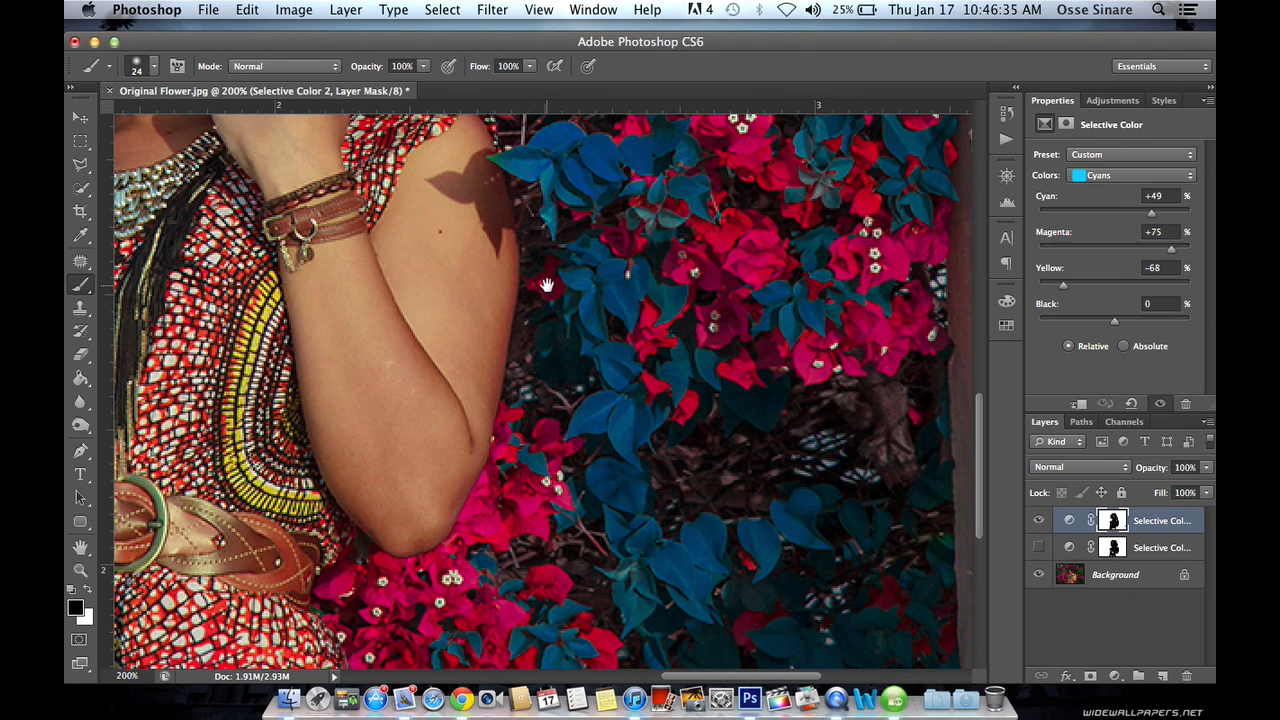 Photoshop File Edit Image Layer Type Select Filter View Window Help 4 25% Thu Jan 17 10:46:35 AM Osse Sinare
Adobe Photoshop CS6
24 Mode: Normal Opacity: 100% Flow: 100% Essentials
× Original Flower.jpg @ 200% (Selective Color 2, Layer Mask/8) *
2 3
Properties Adjustments Styles
Selective Color
Preset: Custom
Colors: Cyans
Cyan: +49 %
Magenta: +75 %
Yellow: -68 %
Black: 0 %
Relative Absolute
Layers Paths Channels
Kind
Normal Opacity: 100%
Lock: Fill: 100%
Selective Col...
Selective Col...
Background
2
200% Doc: 1.91M/2.93M
17 Ps
WIDEWALLPAPERS.NET